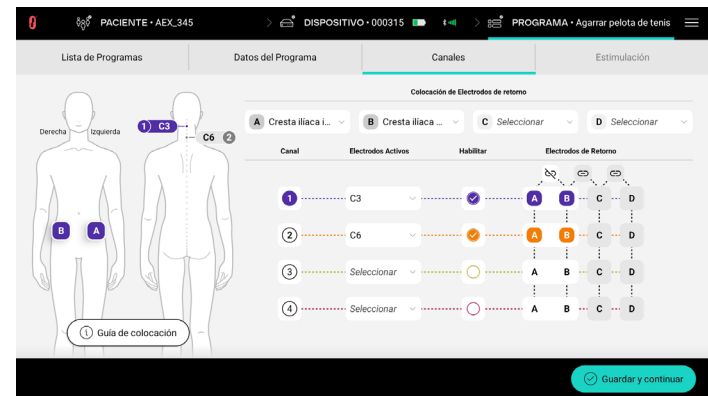 PACIENTE • AEX_345
DISPOSITIVO • 000315
PROGRAMA • Agarrar pelota de tenis
Lista de Programas
Datos del Programa
Canales
Estimulación
Colocación de Electrodos de retorno
A Cresta ilíaca i...
B Cresta ilíaca ...
C Seleccionar
D Seleccionar
Derecha
Izquierda
1) C3
C6 2
B
A
Guía de colocación
Canal
Electrodos Activos
Habilitar
Electrodos de Retorno
1 C3 A B C D
2 C6 A B C D
3 Seleccionar A B C D
4 Seleccionar A B C D
Guardar y continuar